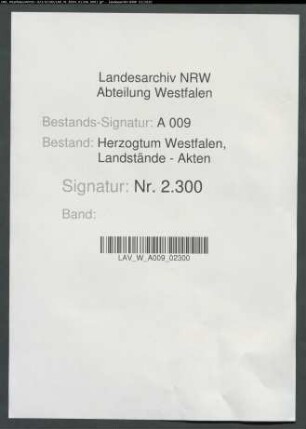 Landesarchiv NRW
Abteilung Westfalen
Bestands-Signatur: A 009
Bestand: Herzogtum Westfalen,
Landstände - Akten
Signatur: Nr. 2.300
Band:
LAV_W_A009_02300